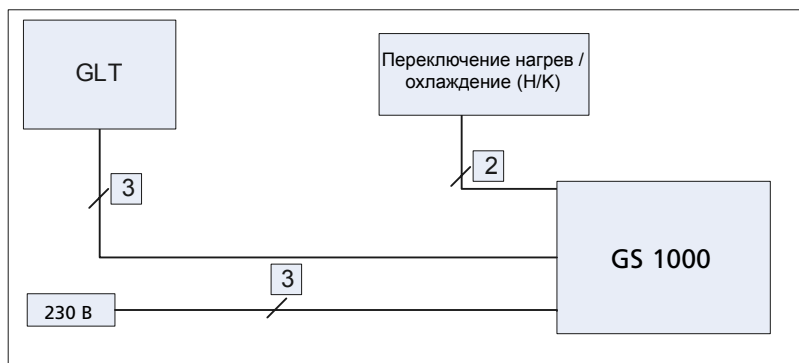 GLT
Переключение нагрев /
охлаждение (Н/К)
3
2
GS 1000
3
230 В